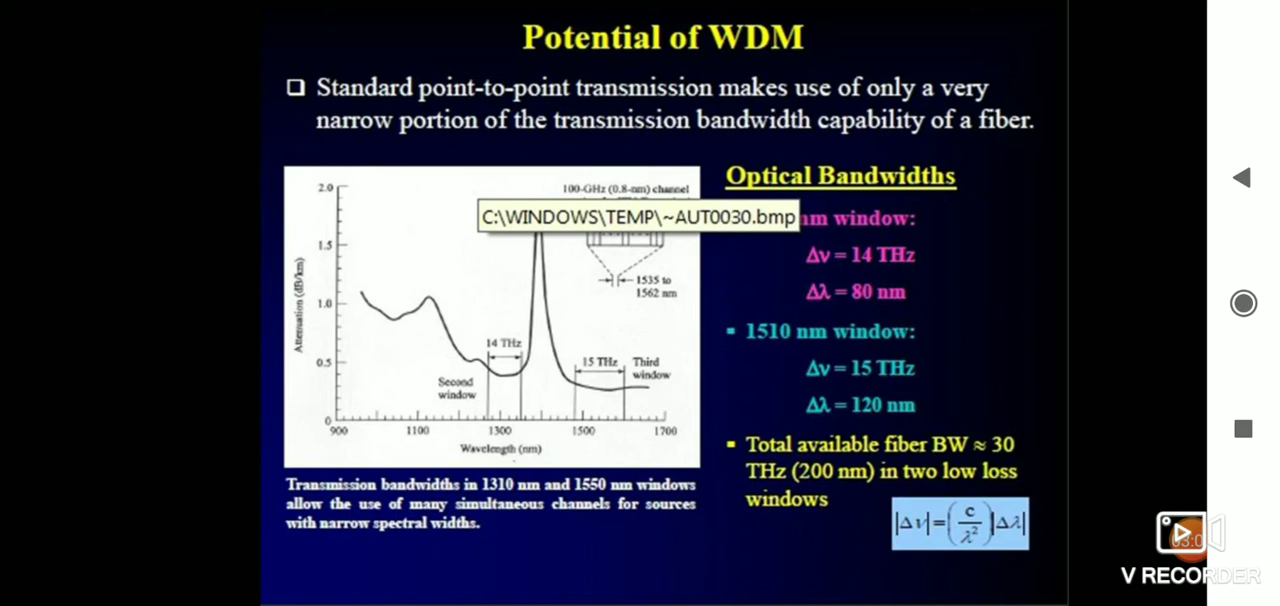 Potential of WDM
❑ Standard point-to-point transmission makes use of only a very
narrow portion of the transmission bandwidth capability of a fiber.
2.0
1.5
1.0
0.5
0
Attenuation (dB/km)
100-GHz (0.8-nm) channel
C:\WINDOWS\TEMP\~AUT0030.bmp
1535 to
1562 nm
14 THz
15 THz
Third
window
Second
window
900 1100 1300 1500 1700
Wavelength (nm)
Transmission bandwidths in 1310 nm and 1550 nm windows
allow the use of many simultaneous channels for sources
with narrow spectral widths.
Optical Bandwidths
nm window:
Δν = 14 THz
Δλ = 80 nm
▪ 1510 nm window:
Δν = 15 THz
Δλ = 120 nm
▪ Total available fiber BW ≈ 30
THz (200 nm) in two low loss
windows
|Δν|=(c/λ²)|Δλ|
V RECORDER